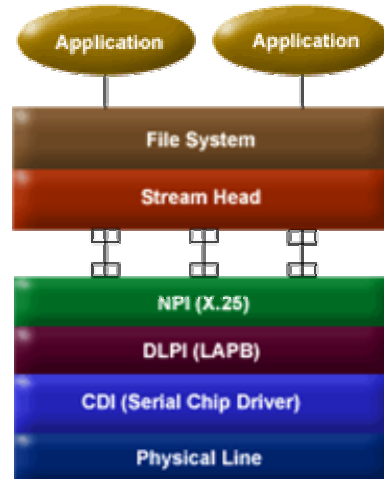 Application
Application
File System
Stream Head
NPI (X.25)
DLPI (LAPB)
CDI (Serial Chip Driver)
Physical Line